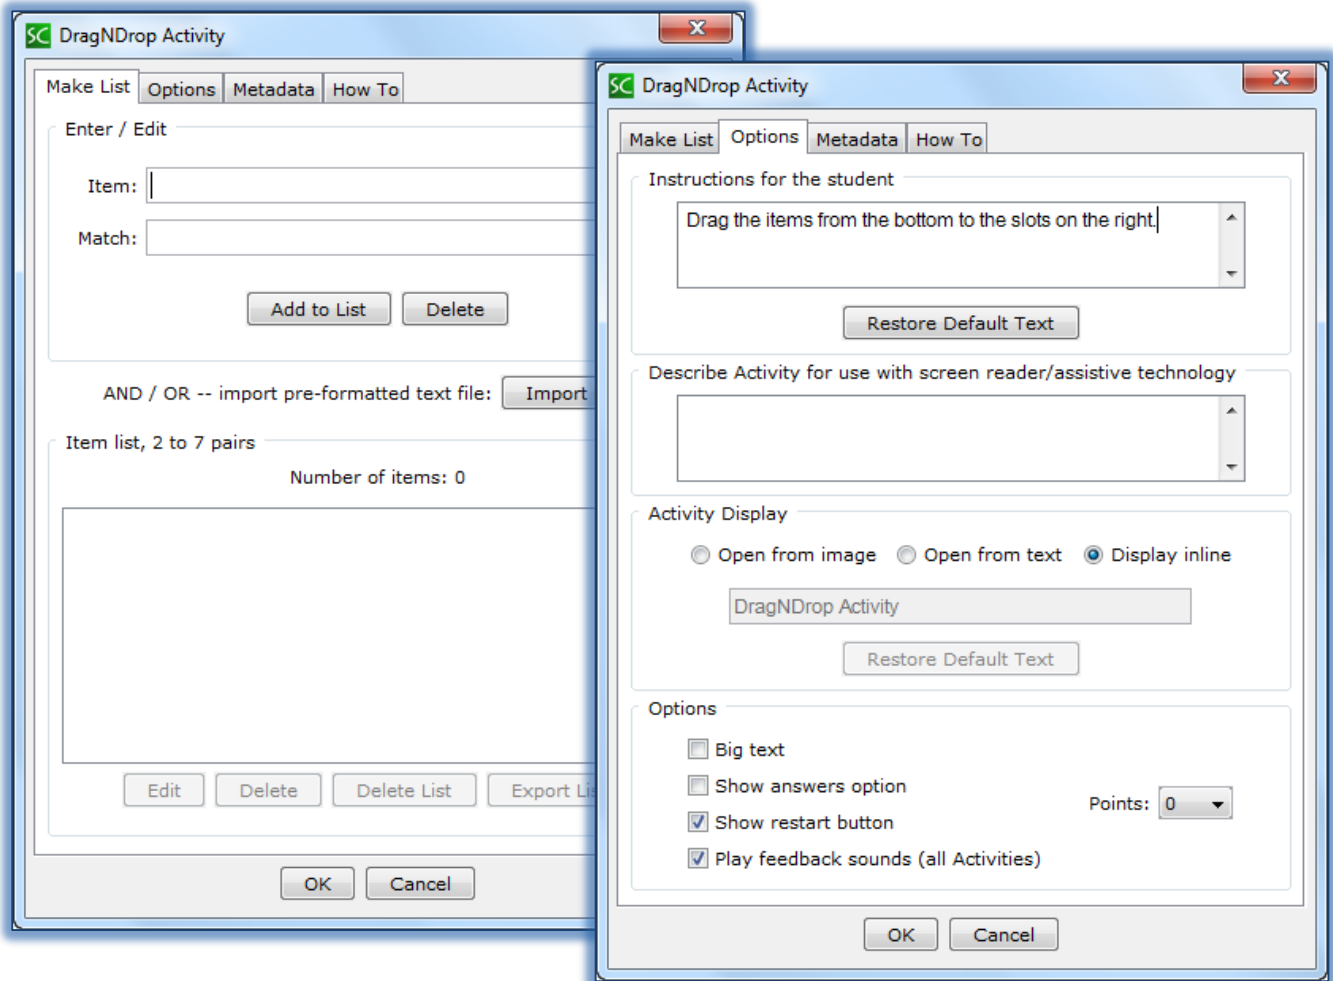 SC DragNDrop Activity
Make List Options Metadata How To
Enter / Edit
Item:
Match:
Add to List Delete
AND / OR -- import pre-formatted text file: Import
Item list, 2 to 7 pairs
Number of items: 0
Edit Delete Delete List Export
OK Cancel
SC DragNDrop Activity
Make List Options Metadata How To
Instructions for the student
Drag the items from the bottom to the slots on the right.
Restore Default Text
Describe Activity for use with screen reader/assistive technology
Activity Display
Open from image Open from text Display inline
DragNDrop Activity
Restore Default Text
Options
Big text
Show answers option
Points: 0
Show restart button
Play feedback sounds (all Activities)
OK Cancel